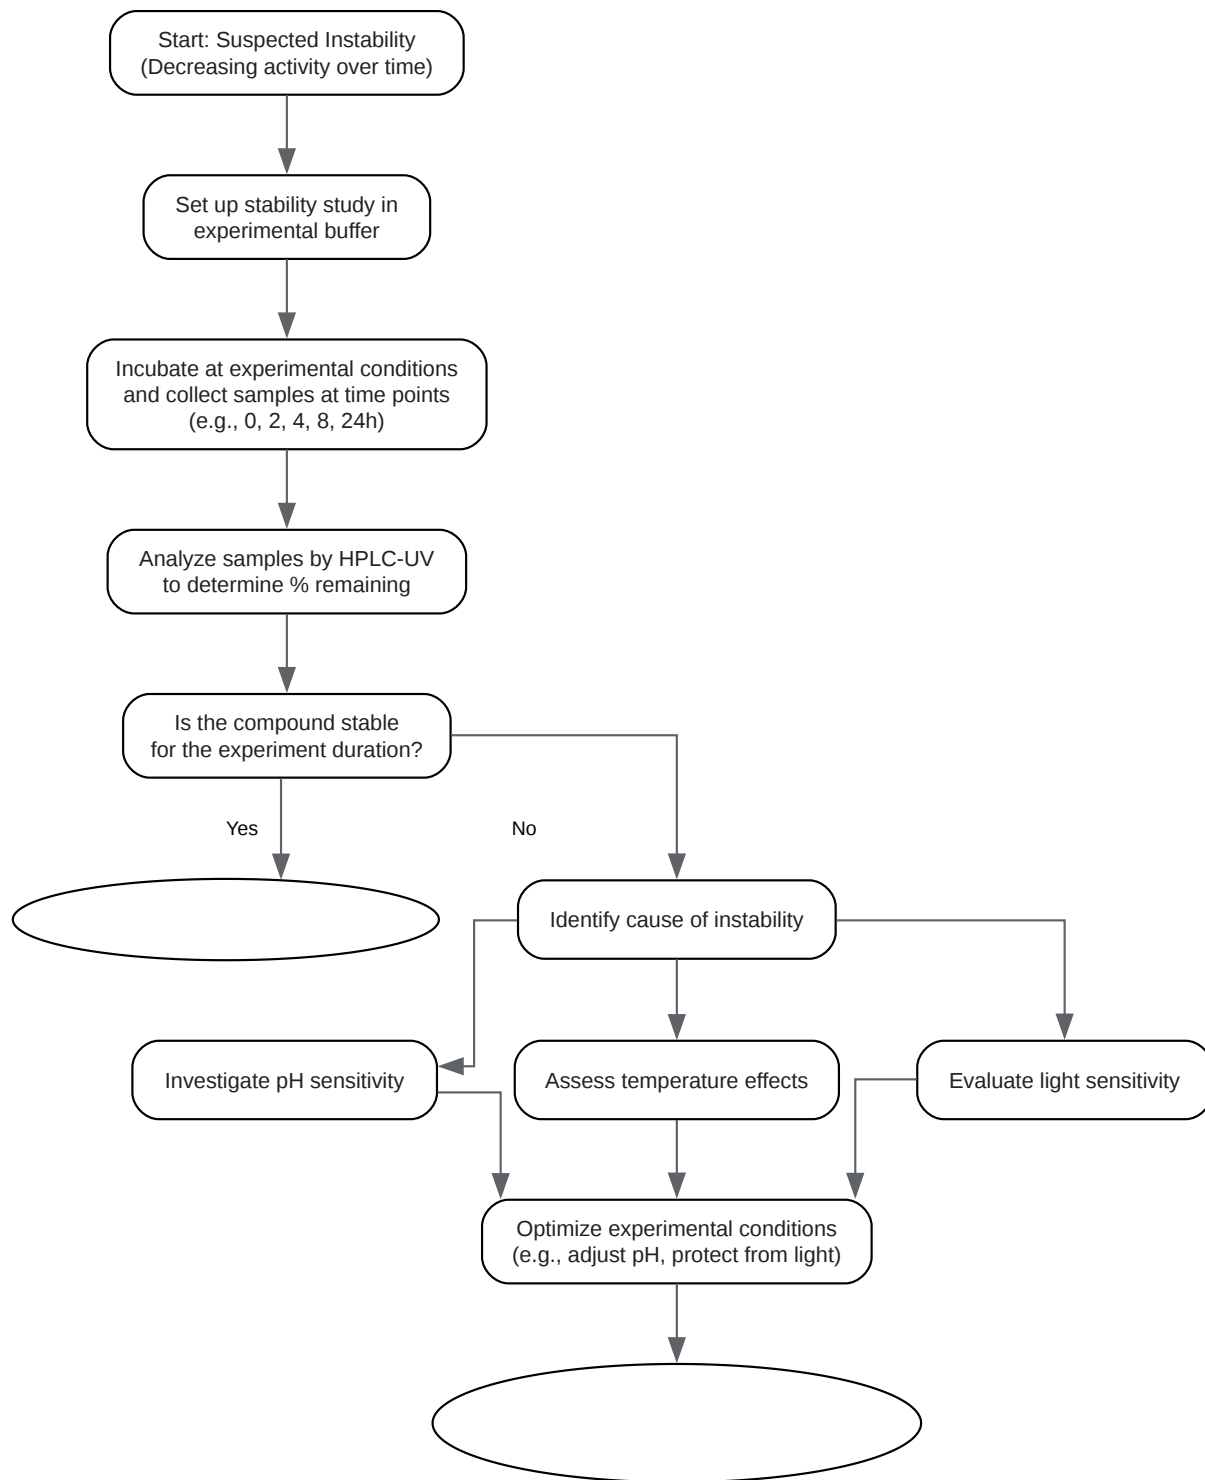 Start: Suspected Instability
(Decreasing activity over time)
Set up stability study in
experimental buffer
Incubate at experimental conditions
and collect samples at time points
(e.g., 0, 2, 4, 8, 24h)
Analyze samples by HPLC-UV
to determine % remaining
Is the compound stable
for the experiment duration?
Yes
No
Identify cause of instability
Investigate pH sensitivity
Assess temperature effects
Evaluate light sensitivity
Optimize experimental conditions
(e.g., adjust pH, protect from light)